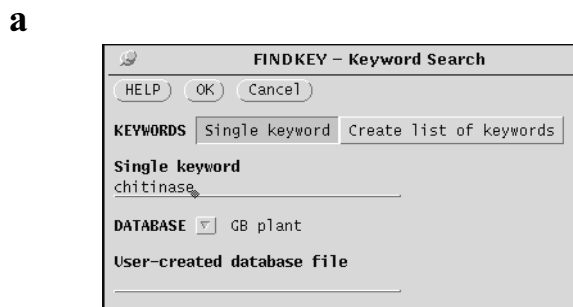 a
FINDKEY – Keyword Search
HELP OK Cancel
KEYWORDS Single keyword Create list of keywords
Single keyword
chitinase
DATABASE GB plant
User-created database file